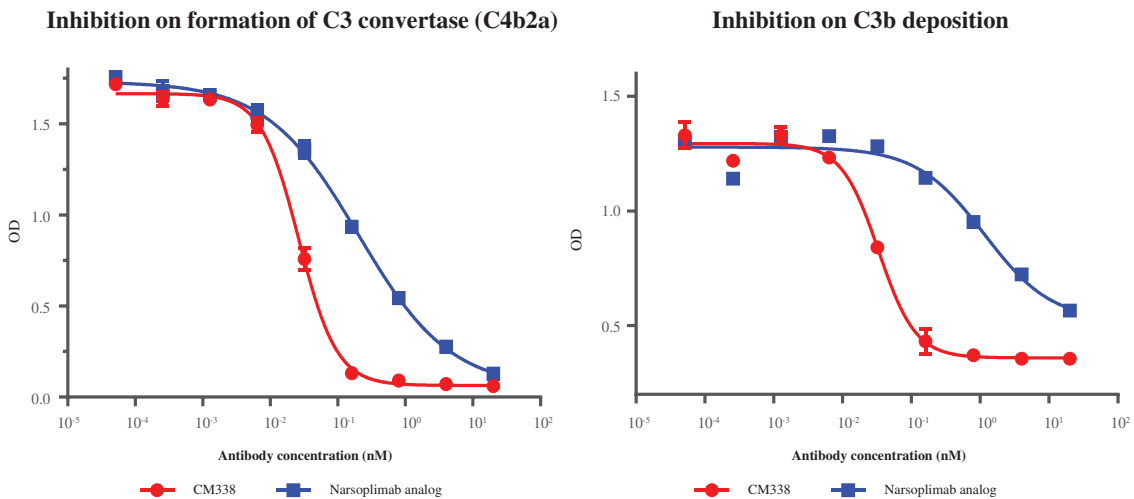 Inhibition on formation of C3 convertase (C4b2a)
Inhibition on C3b deposition
OD
1.5
1.0
0.5
0.0
10-5
10-4
10-3
10-2
10-1
100
101
102
Antibody concentration (nM)
CM338
Narsoplimab analog
OD
1.5
1.0
0.5
10-5
10-4
10-3
10-2
10-1
100
101
102
Antibody concentration (nM)
CM338
Narsoplimab analog